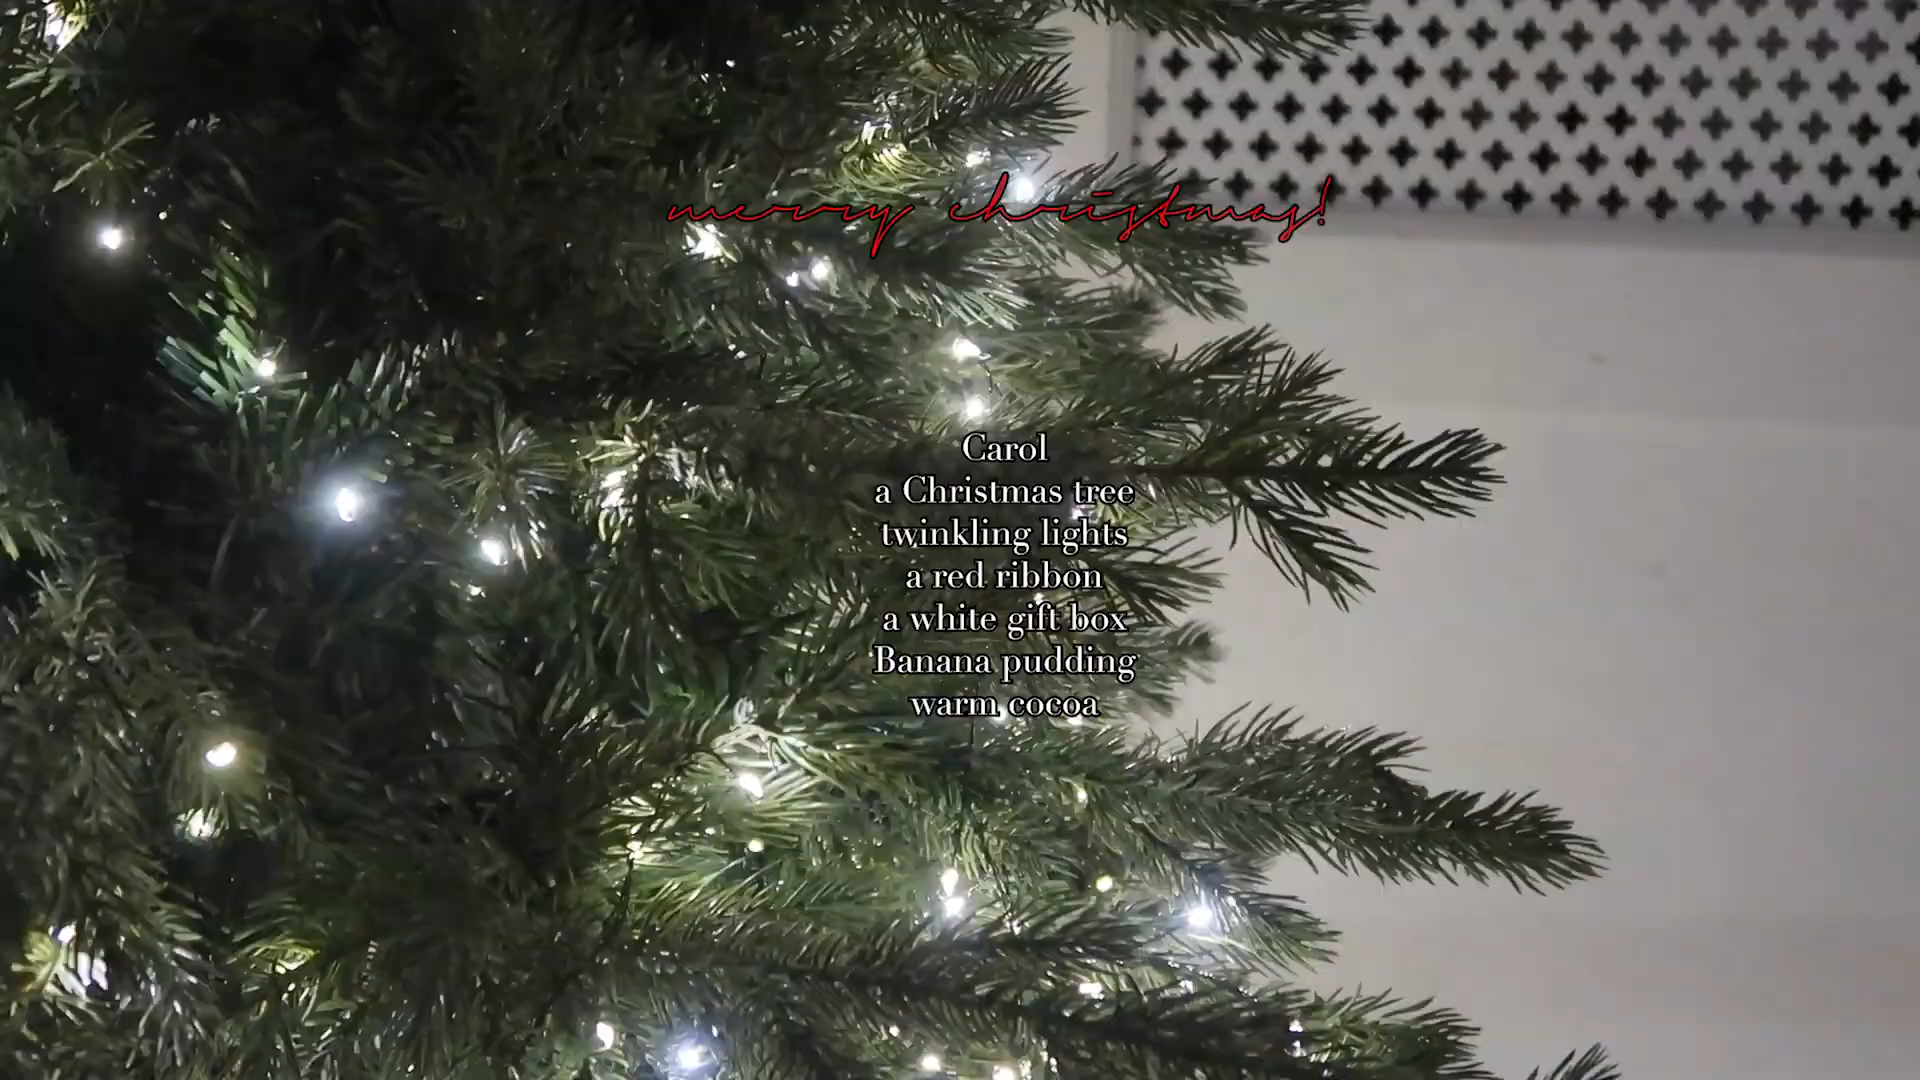 merry christmas!
Carol
a Christmas tree
twinkling lights
a red ribbon
a white gift box
Banana pudding
warm cocoa